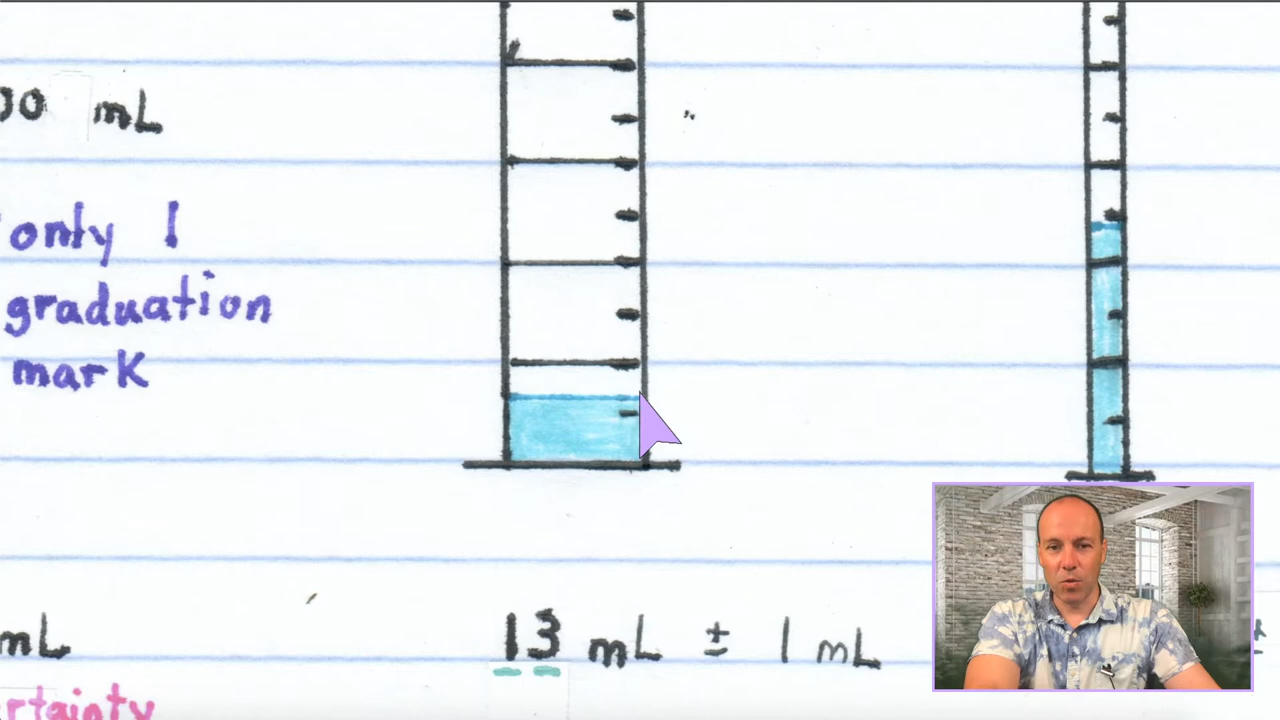 mL
only 1
graduation
mark
13 mL ± 1 mL
mL